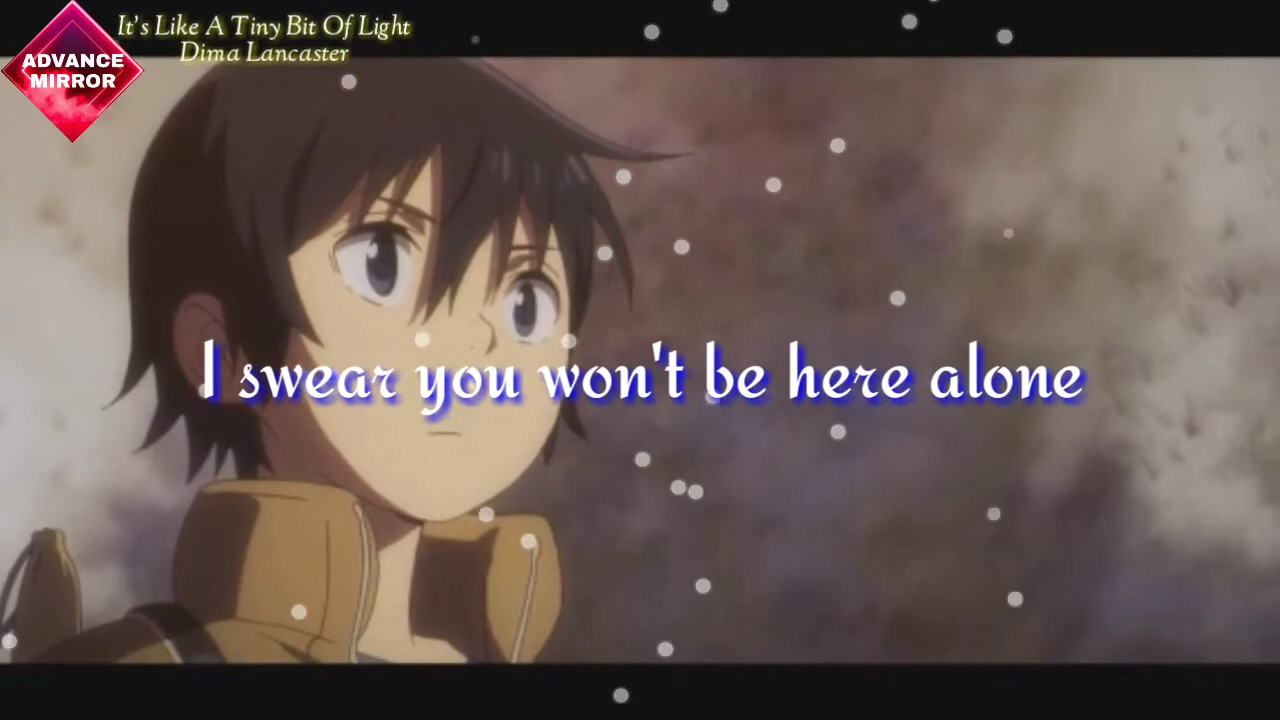 It's Like A Tiny Bit Of Light
Dima Lancaster
ADVANCE
MIRROR
I swear you won't be here alone